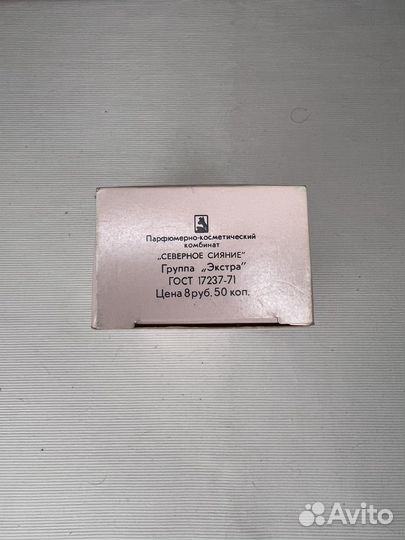 Парфюмерно-косметический
комбинат
„СЕВЕРНОЕ СИЯНИЕ”
Группа „Экстра”
ГОСТ 17237-71
Цена 8 руб. 50 коп.
Avito